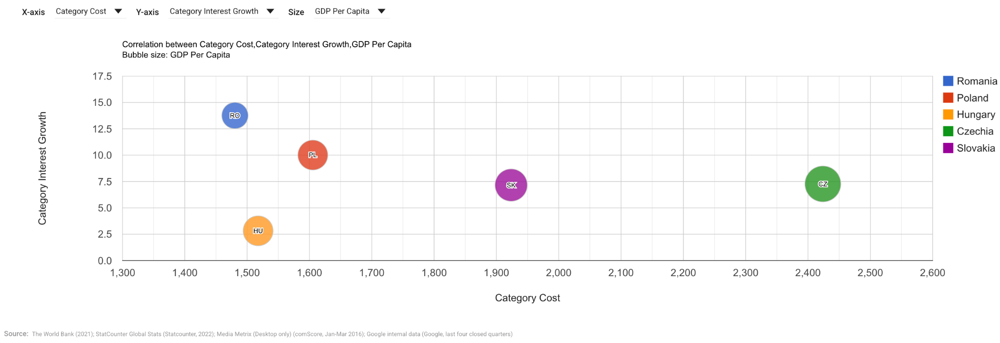 X-axis Category Cost Y-axis Category Interest Growth Size GDP Per Capita
Correlation between Category Cost,Category Interest Growth,GDP Per Capita
Bubble size: GDP Per Capita
Category Interest Growth
17.5
15.0
12.5
10.0
7.5
5.0
2.5
0.0
RO
PL
SK
CZ
HU
1,300 1,400 1,500 1,600 1,700 1,800 1,900 2,000 2,100 2,200 2,300 2,400 2,500 2,600
Category Cost
Romania
Poland
Hungary
Czechia
Slovakia
Source: The World Bank (2021); StatCounter Global Stats (Statcounter, 2022); Media Metrix (Desktop only) (comScore, Jan-Mar 2016); Google internal data (Google, last four closed quarters)